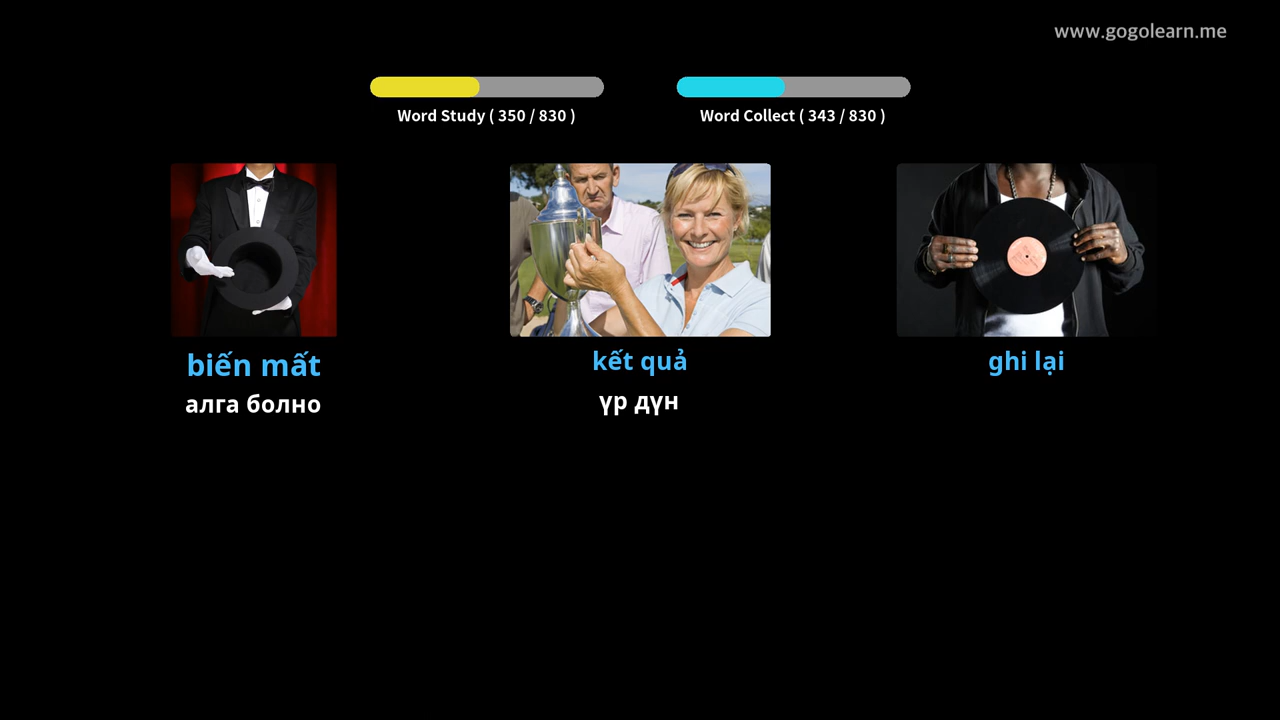 www.gogolearn.me
Word Study ( 350 / 830 )
Word Collect ( 343 / 830 )
biến mất
алга болно
kết quả
үр дүн
ghi lại